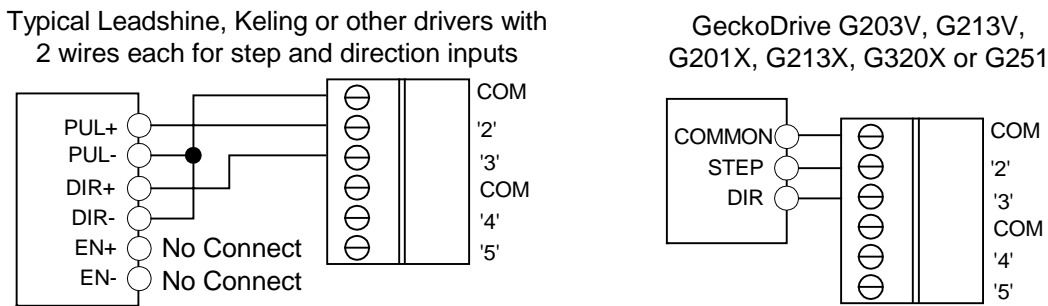 Typical Leadshine, Keling or other drivers with
2 wires each for step and direction inputs
PUL+
PUL-
DIR+
DIR-
EN+ No Connect
EN- No Connect
COM
'2'
'3'
COM
'4'
'5'
GeckoDrive G203V, G213V,
G201X, G213X, G320X or G251
COMMON
STEP
DIR
COM
'2'
'3'
COM
'4'
'5'